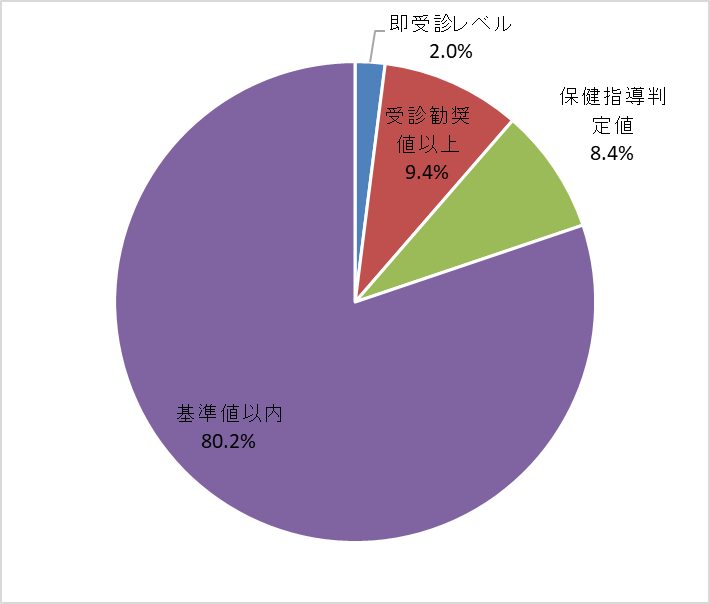 即受診レベル
2.0%
受診勧奨
値以上
9.4%
保健指導判
定値
8.4%
基準値以内
80.2%